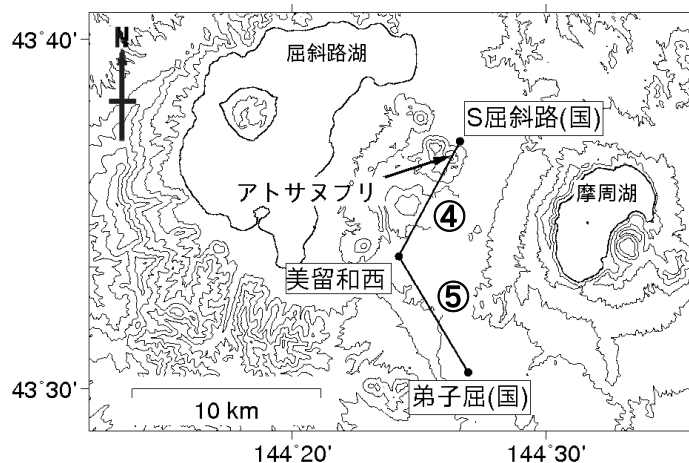 43°40'
N
屈斜路湖
S屈斜路(国)
アトサヌプリ
摩周湖
④
美留和西
⑤
43°30'
弟子屈(国)
10 km
144°20'
144°30'